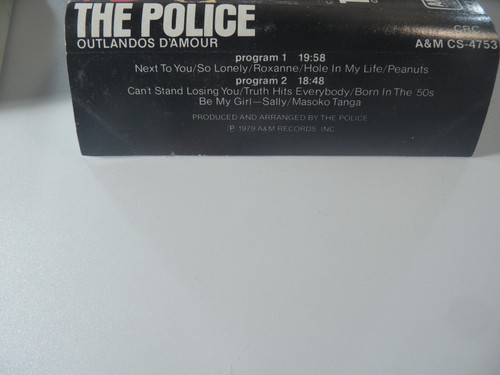 THE POLICE
OUTLANDOS D'AMOUR
CRC
A&M CS-4753
program 1 19:58
Next To You/So Lonely/Roxanne/Hole In My Life/Peanuts
program 2 18:48
Can't Stand Losing You/Truth Hits Everybody/Born In The '50s
Be My Girl—Sally/Masoko Tanga
PRODUCED AND ARRANGED BY THE POLICE
℗ 1979 A&M RECORDS, INC.